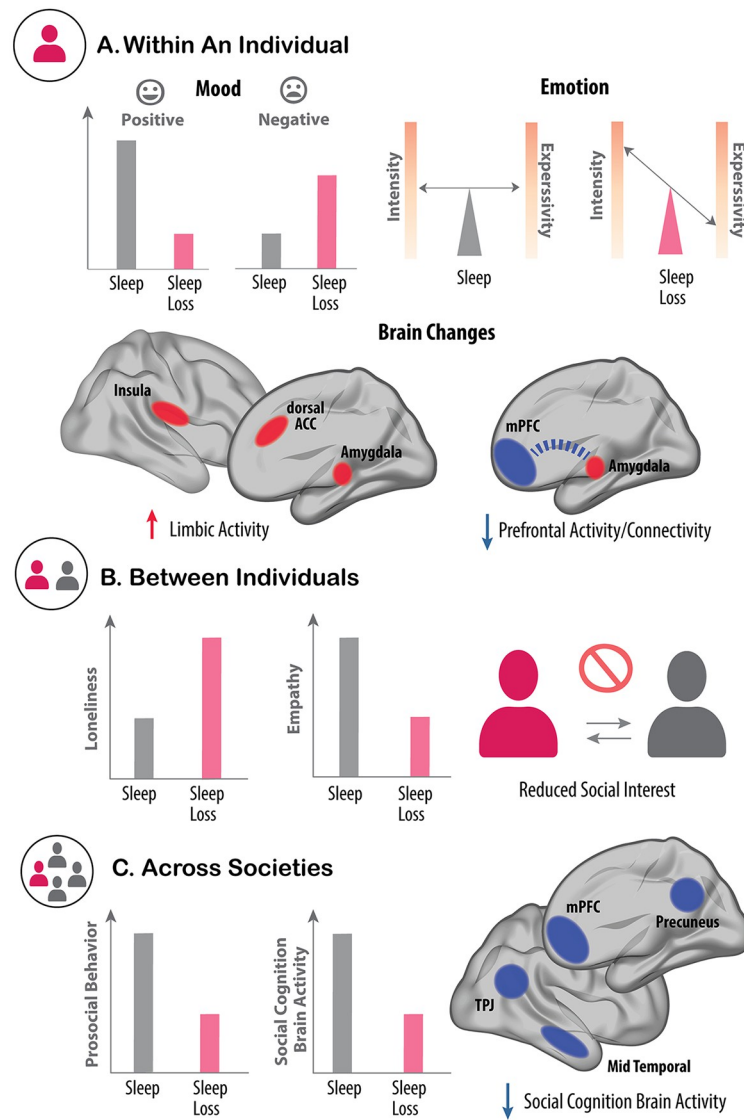 A. Within An Individual
Mood
Positive
Negative
Sleep
Sleep
Loss
Sleep
Sleep
Loss
Emotion
Intensity
Experssivity
Sleep
Intensity
Experssivity
Sleep
Loss
Brain Changes
Insula
dorsal
ACC
Amygdala
Limbic Activity
mPFC
Amygdala
Prefrontal Activity/Connectivity
B. Between Individuals
Loneliness
Sleep
Sleep
Loss
Empathy
Sleep
Sleep
Loss
Reduced Social Interest
C. Across Societies
Prosocial Behavior
Sleep
Sleep
Loss
Social Cognition
Brain Activity
Sleep
Sleep
Loss
mPFC
Precuneus
TPJ
Mid Temporal
Social Cognition Brain Activity